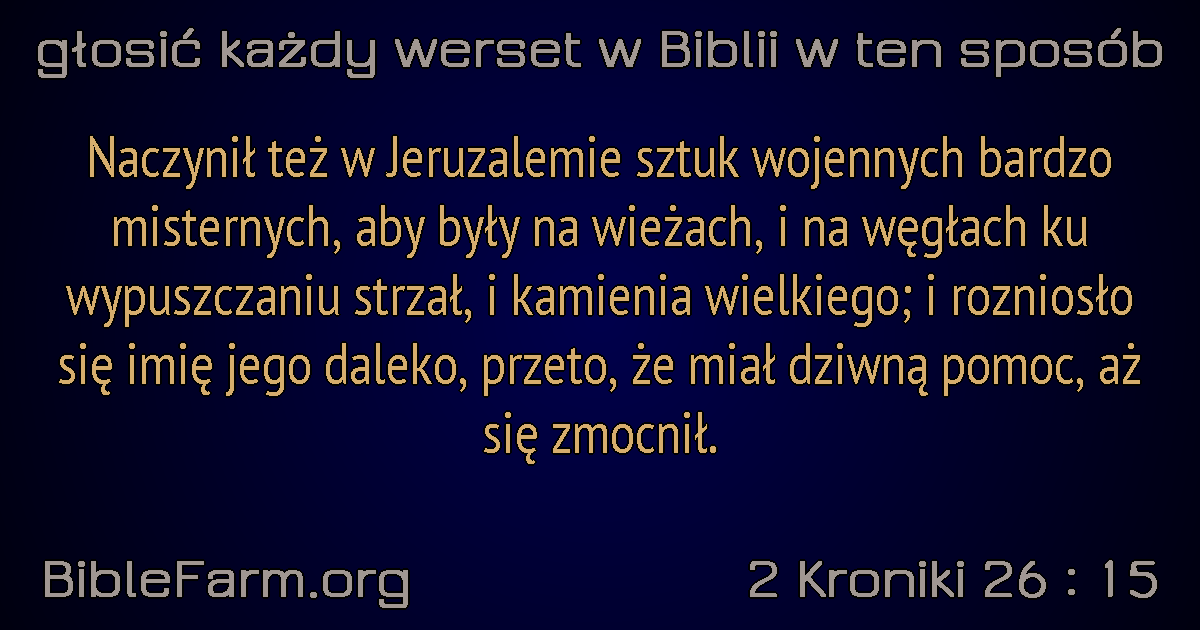 głosić każdy werset w Biblii w ten sposób
Naczynił też w Jeruzalemie sztuk wojennych bardzo
misternych, aby były na wieżach, i na węgłach ku
wypuszczaniu strzał, i kamienia wielkiego; i rozniosło
się imię jego daleko, przeto, że miał dziwną pomoc, aż
się zmocnił.
BibleFarm.org
2 Kroniki 26 : 15